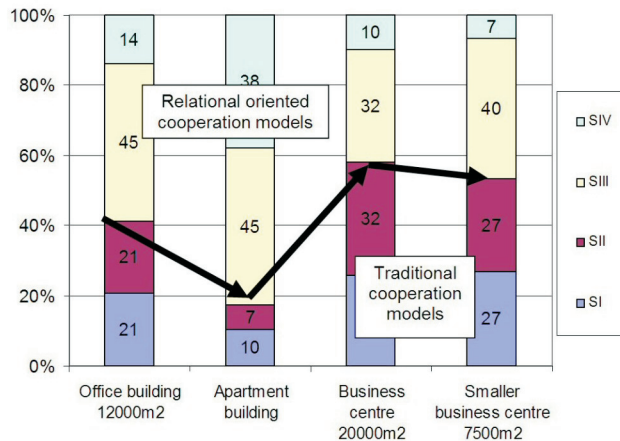 100%
80%
60%
40%
20%
0%
14
45
21
21
38
45
7
10
10
32
32
7
40
27
27
Relational oriented
cooperation models
Traditional
cooperation
models
Office building
12000m2
Apartment
building
Business
centre
20000m2
Smaller
business centre
7500m2
SIV
SIII
SII
SI